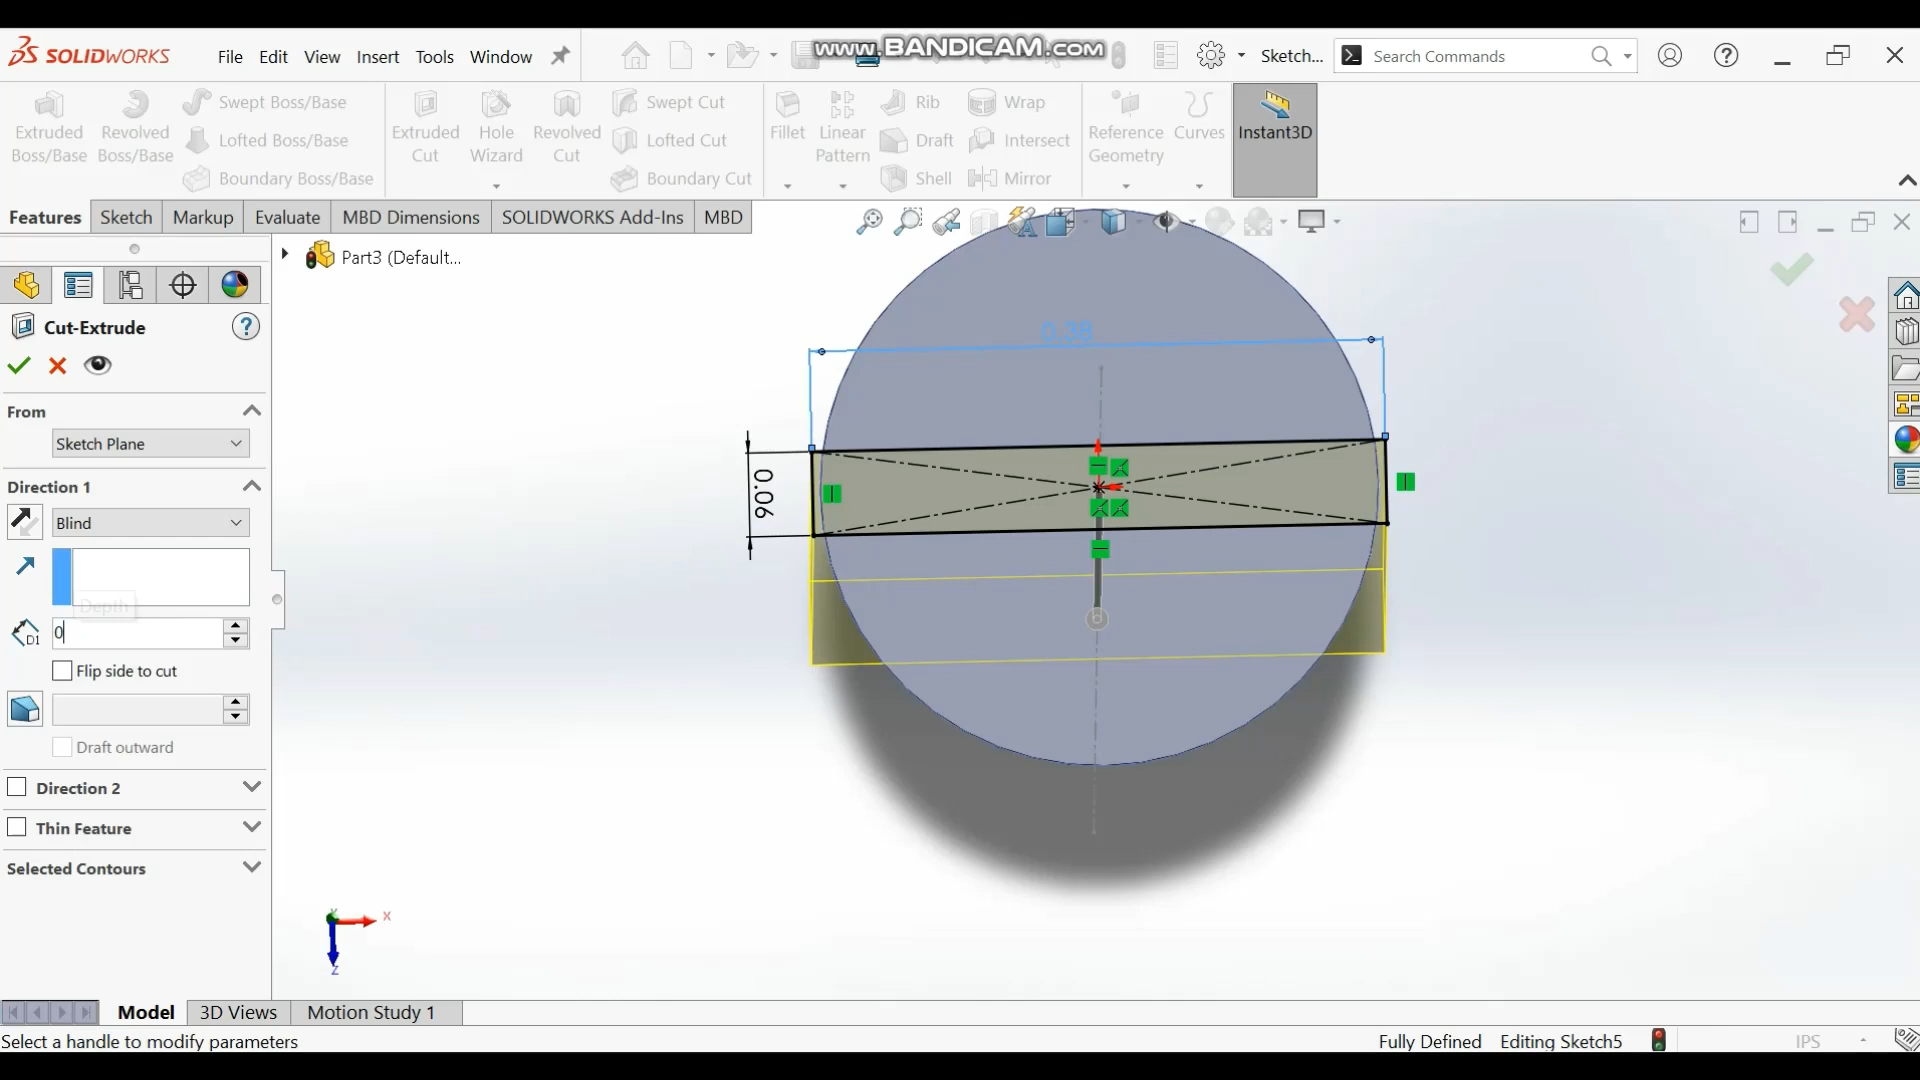 SOLIDWORKS File Edit View Insert Tools Window www.BANDICAM.com Sketch... Search Commands
Extruded Boss/Base
Revolved Boss/Base
Swept Boss/Base
Lofted Boss/Base
Boundary Boss/Base
Extruded Cut
Hole Wizard
Revolved Cut
Swept Cut
Lofted Cut
Boundary Cut
Fillet
Linear Pattern
Rib
Draft
Shell
Wrap
Intersect
Mirror
Reference Geometry
Curves
Instant3D
Features Sketch Markup Evaluate MBD Dimensions SOLIDWORKS Add-Ins MBD
Part3 (Default...
Cut-Extrude
From
Sketch Plane
Direction 1
Blind
Depth
D1
0
Flip side to cut
Draft outward
Direction 2
Thin Feature
Selected Contours
0.38
0.06
Y
X
Z
Model 3D Views Motion Study 1
Select a handle to modify parameters Fully Defined Editing Sketch5 IPS